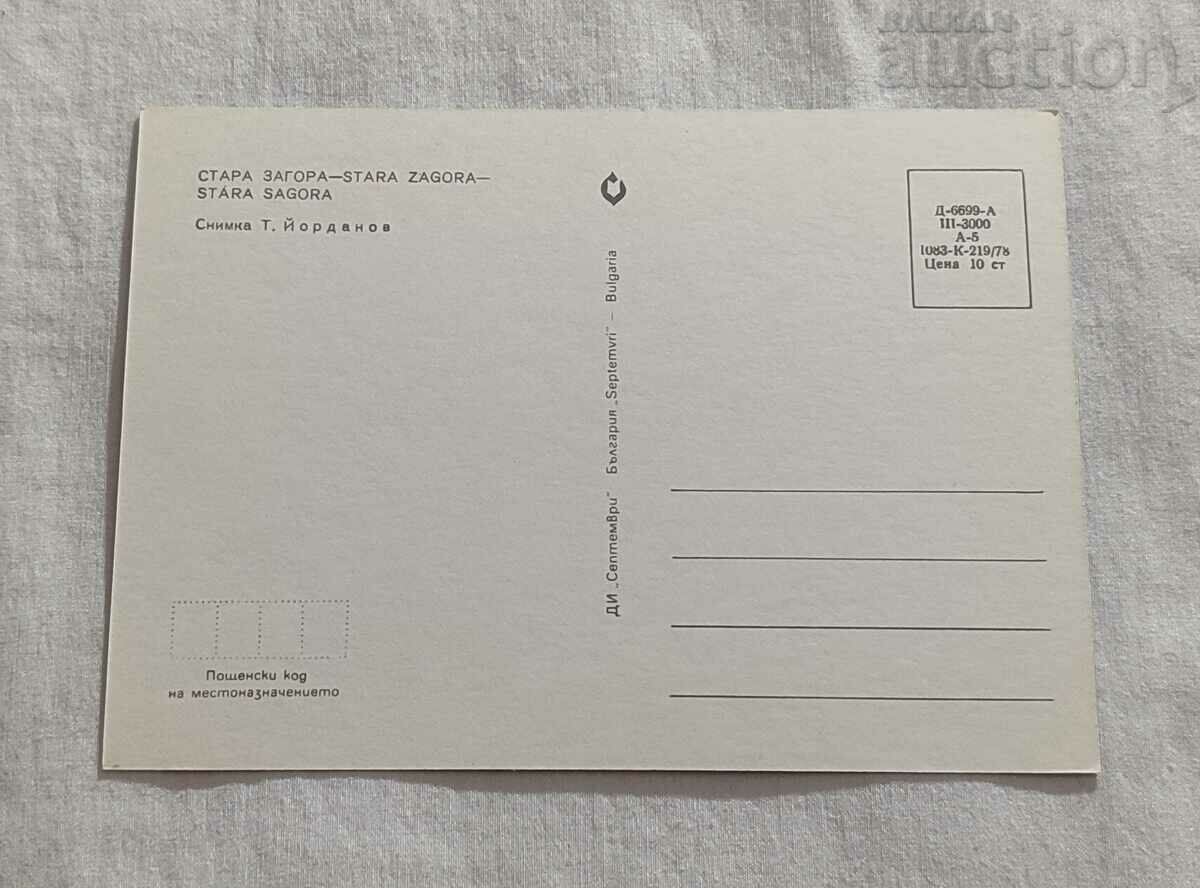 BALKAN
auction
СТАРА ЗАГОРА—STARA ZAGORA—
STÁRA SAGORA
Снимка Т. Йорданов
Д-6699-А
III-3000
А-5
1083-К-219/78
Цена 10 ст
ДИ „Септември" България „Septemvri" — Bulgaria
Пощенски код
на местоназначението